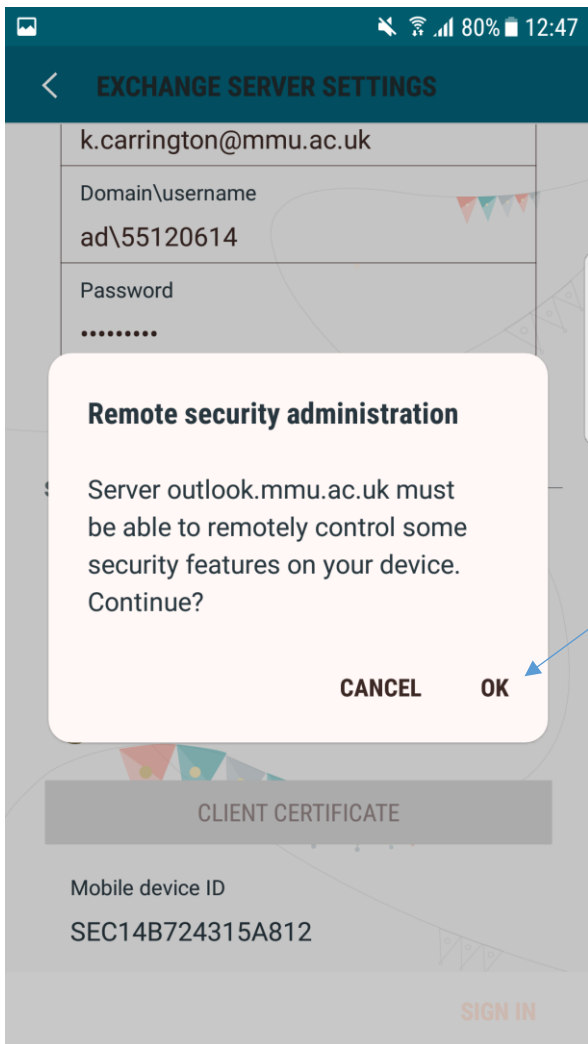 80% 12:47
EXCHANGE SERVER SETTINGS
k.carrington@mmu.ac.uk
Domain\username
ad\55120614
Password
•••••••••
Remote security administration
Server outlook.mmu.ac.uk must
be able to remotely control some
security features on your device.
Continue?
CANCEL OK
CLIENT CERTIFICATE
Mobile device ID
SEC14B724315A812
SIGN IN